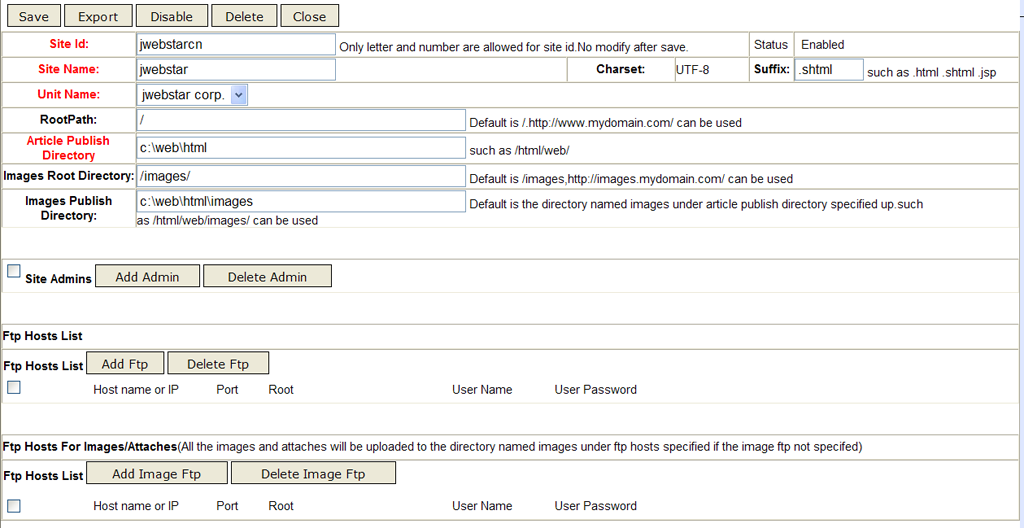 Save Export Disable Delete Close
Site Id: jwebstarcn Only letter and number are allowed for site id.No modify after save. Status Enabled
Site Name: jwebstar Charset: UTF-8 Suffix: .shtml such as .html .shtml .jsp
Unit Name: jwebstar corp.
RootPath: / Default is /.http://www.mydomain.com/ can be used
Article Publish
Directory c:\web\html such as /html/web/
Images Root Directory: /images/ Default is /images,http://images.mydomain.com/ can be used
Images Publish c:\web\html\images Default is the directory named images under article publish directory specified up.such
Directory: as /html/web/images/ can be used
Site Admins Add Admin Delete Admin
Ftp Hosts List
Ftp Hosts List Add Ftp Delete Ftp
Host name or IP Port Root User Name User Password
Ftp Hosts For Images/Attaches(All the images and attaches will be uploaded to the directory named images under ftp hosts specified if the image ftp not specifed)
Ftp Hosts List Add Image Ftp Delete Image Ftp
Host name or IP Port Root User Name User Password